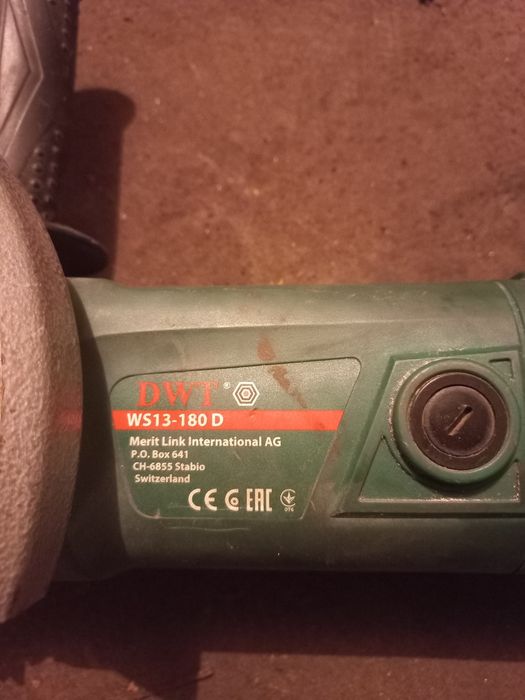 DWT ®
WS13-180 D
Merit Link International AG
P.O. Box 641
CH-6855 Stabio
Switzerland
CE EAC